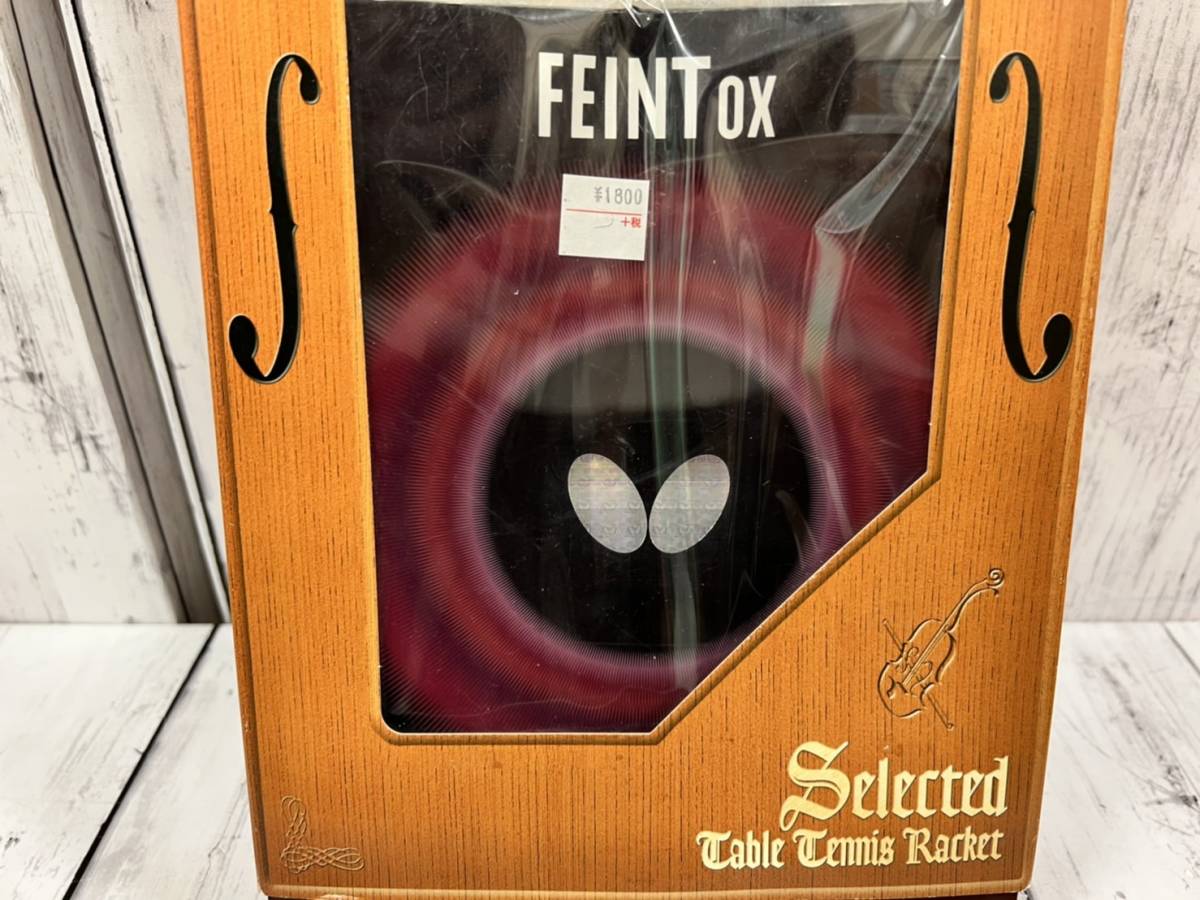 FEINT OX
¥1800
+税
Selected
Table Tennis Racket